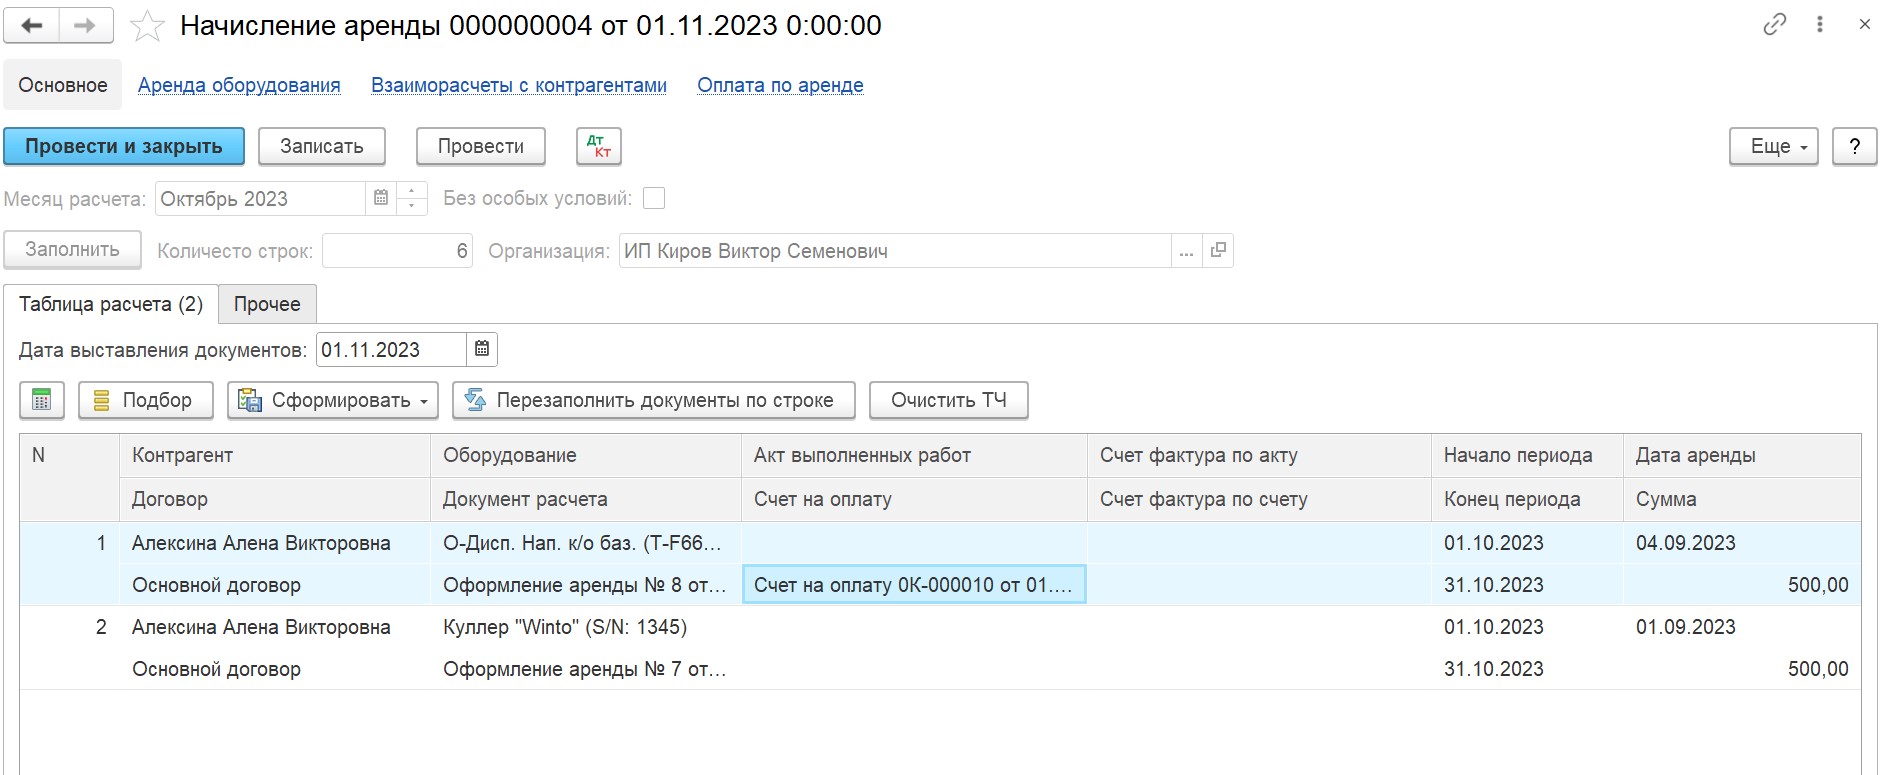 Начисление аренды 000000004 от 01.11.2023 0:00:00
Основное Аренда оборудования Взаиморасчеты с контрагентами Оплата по аренде
Провести и закрыть Записать Провести Дт Кт Еще ?
Месяц расчета: Октябрь 2023 Без особых условий:
Заполнить Количесто строк: 6 Организация: ИП Киров Виктор Семенович ...
Таблица расчета (2) Прочее
Дата выставления документов: 01.11.2023
Подбор Сформировать Перезаполнить документы по строке Очистить ТЧ
N Контрагент Оборудование Акт выполненных работ Счет фактура по акту Начало периода Дата аренды
Договор Документ расчета Счет на оплату Счет фактура по счету Конец периода Сумма
1 Алексина Алена Викторовна О-Дисп. Нап. к/о баз. (T-F66... 01.10.2023 04.09.2023
Основной договор Оформление аренды № 8 от... Счет на оплату 0К-000010 от 01.... 31.10.2023 500,00
2 Алексина Алена Викторовна Куллер "Winto" (S/N: 1345) 01.10.2023 01.09.2023
Основной договор Оформление аренды № 7 от... 31.10.2023 500,00